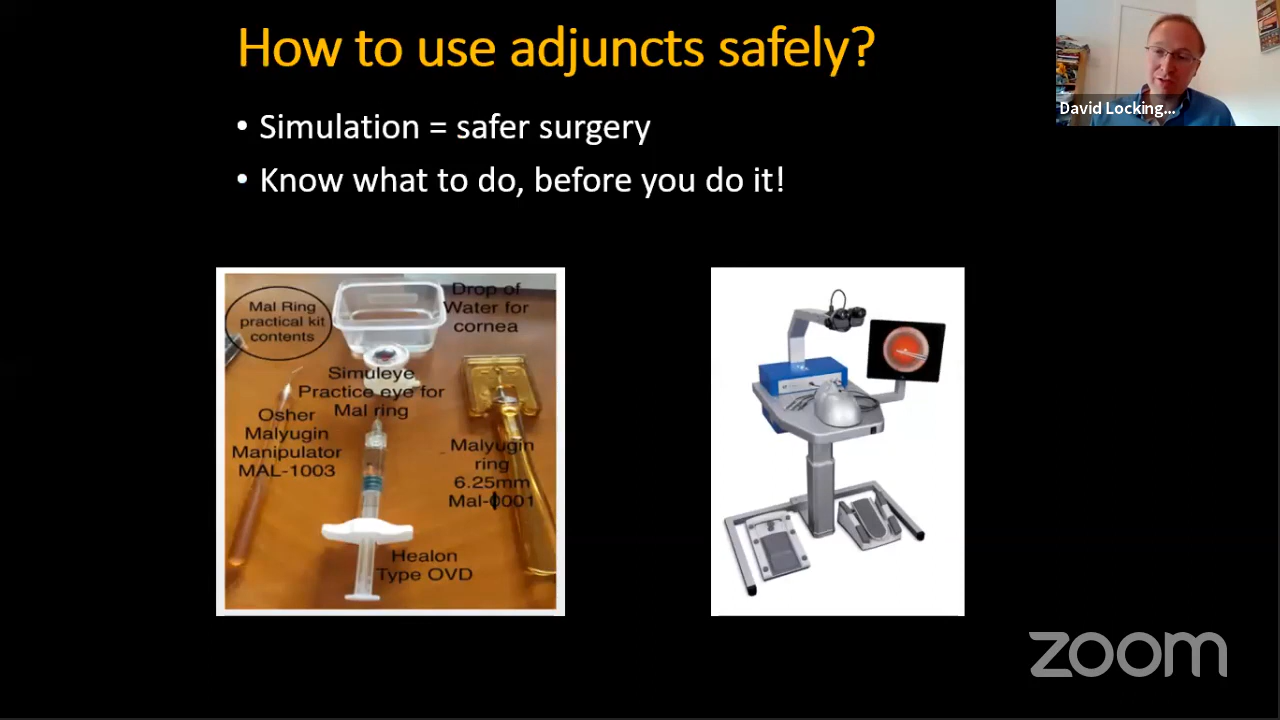 How to use adjuncts safely?
• Simulation = safer surgery
• Know what to do, before you do it!
David Locking...
Mal Ring
practical kit
contents
Drop of
Water for
cornea
Simuleye
Practice eye for
Mal ring
Osher
Malyugin
Manipulator
MAL-1003
Malyugin
ring
6.25mm
Mal-0001
Healon
Type OVD
zoom